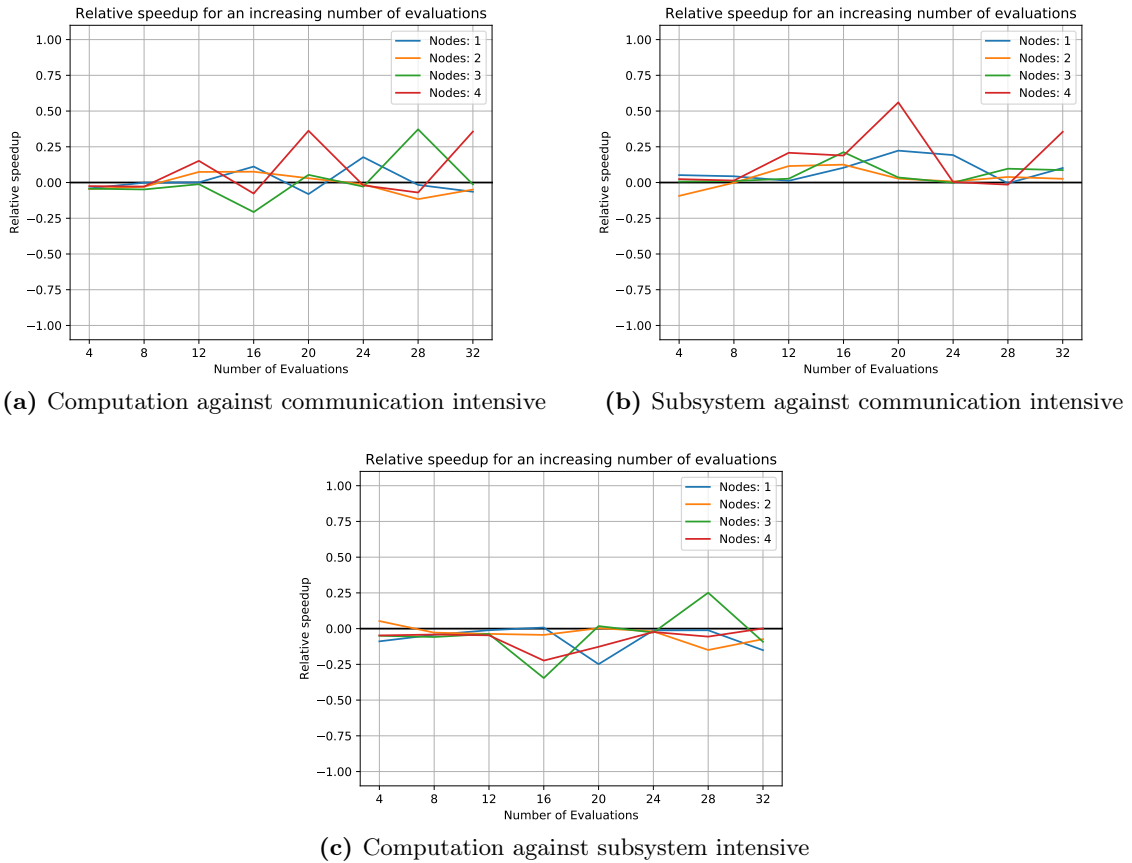 Relative speedup for an increasing number of evaluations
1.00
0.75
0.50
0.25
0.00
−0.25
−0.50
−0.75
−1.00
Relative speedup
Nodes: 1
Nodes: 2
Nodes: 3
Nodes: 4
4 8 12 16 20 24 28 32
Number of Evaluations
(a) Computation against communication intensive
Relative speedup for an increasing number of evaluations
1.00
0.75
0.50
0.25
0.00
−0.25
−0.50
−0.75
−1.00
Relative speedup
Nodes: 1
Nodes: 2
Nodes: 3
Nodes: 4
4 8 12 16 20 24 28 32
Number of Evaluations
(b) Subsystem against communication intensive
Relative speedup for an increasing number of evaluations
1.00
0.75
0.50
0.25
0.00
−0.25
−0.50
−0.75
−1.00
Relative speedup
Nodes: 1
Nodes: 2
Nodes: 3
Nodes: 4
4 8 12 16 20 24 28 32
Number of Evaluations
(c) Computation against subsystem intensive